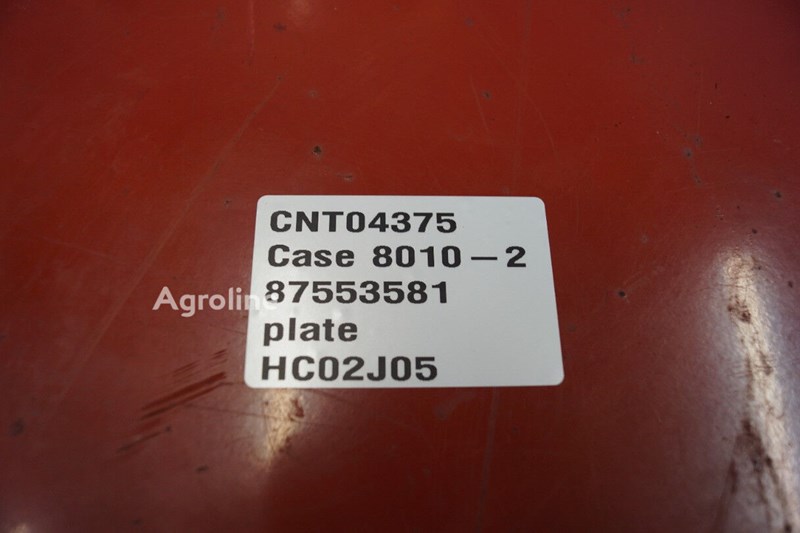 CNT04375
Case 8010-2
Agroline
87553581
plate
HC02J05